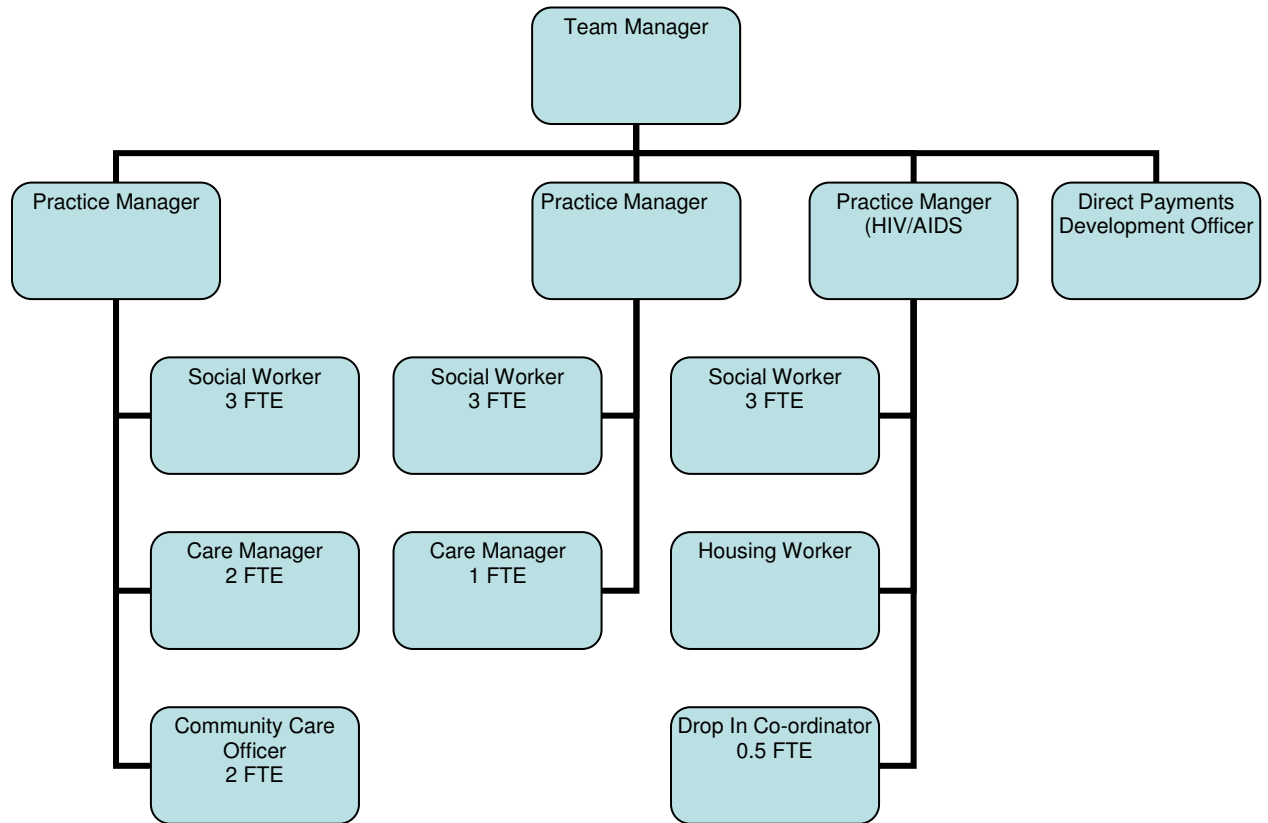 Team Manager
Practice Manager
Practice Manager
Practice Manger
(HIV/AIDS
Direct Payments
Development Officer
Social Worker
3 FTE
Social Worker
3 FTE
Social Worker
3 FTE
Care Manager
2 FTE
Care Manager
1 FTE
Housing Worker
Community Care
Officer
2 FTE
Drop In Co-ordinator
0.5 FTE